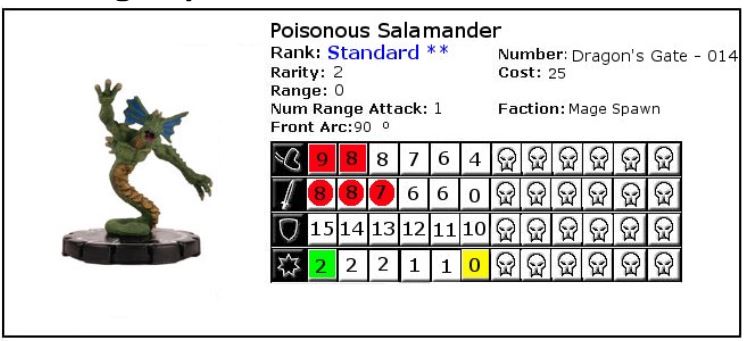 Poisonous Salamander
Rank: Standard ** Number: Dragon's Gate - 014
Rarity: 2 Cost: 25
Range: 0
Num Range Attack: 1 Faction: Mage Spawn
Front Arc:90 º
9 8 8 7 6 4
8 8 7 6 6 0
15 14 13 12 11 10
2 2 2 1 1 0